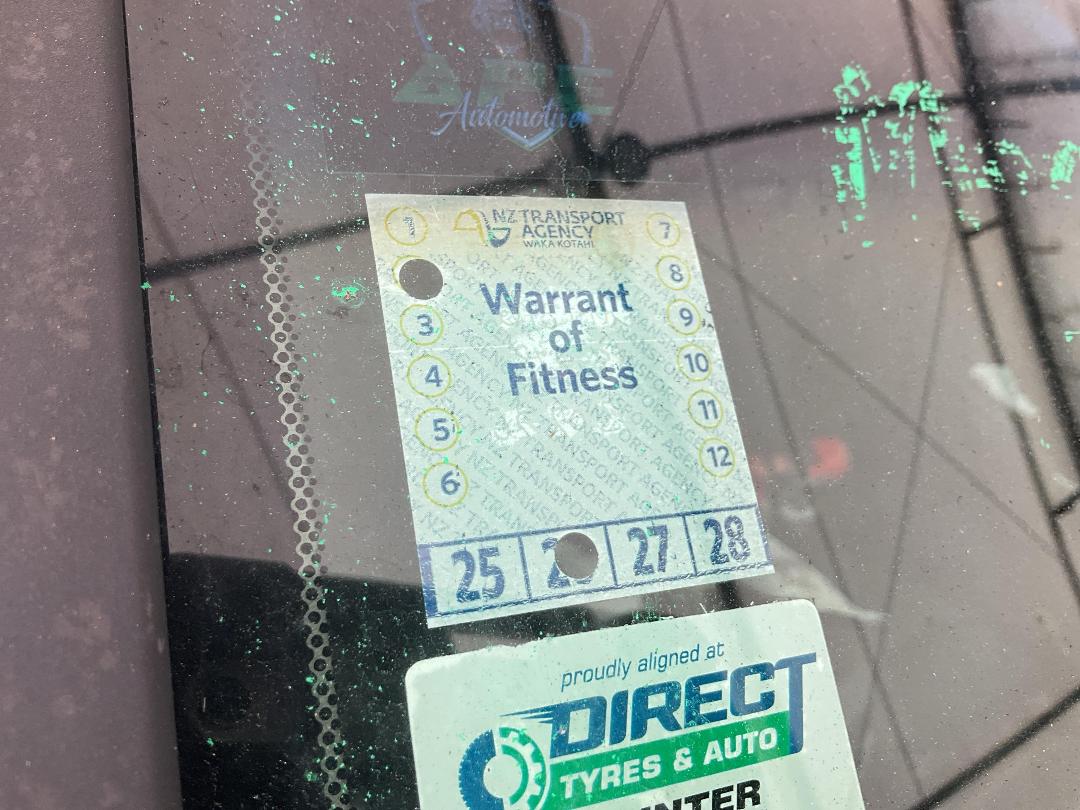 Automotive
NZ TRANSPORT
AGENCY
WAKA KOTAHI
1
7
8
Warrant
of
Fitness
3
9
4
10
5
11
6
12
25
27
28
proudly aligned at
DIRECT
TYRES & AUTO